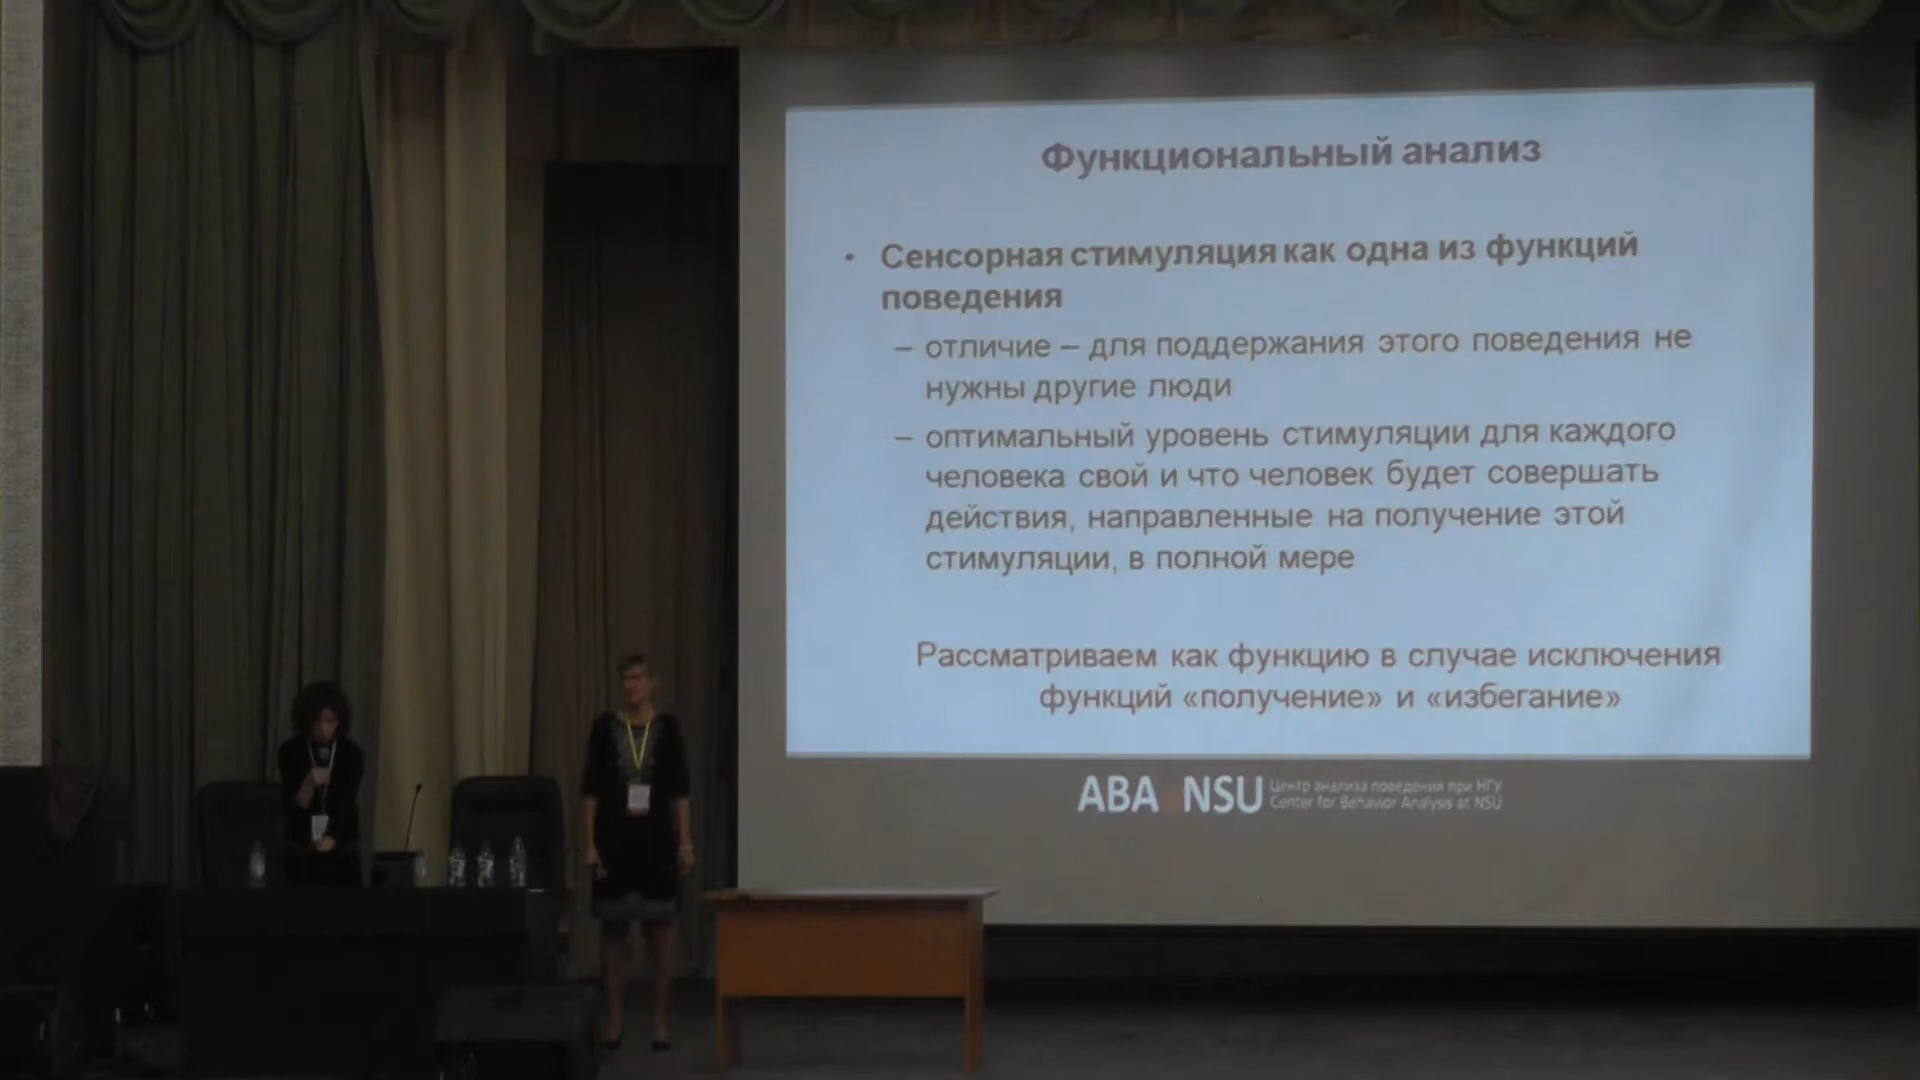 Функциональный анализ
• Сенсорная стимуляция как одна из функций
поведения
– отличие – для поддержания этого поведения не
нужны другие люди
– оптимальный уровень стимуляции для каждого
человека свой и что человек будет совершать
действия, направленные на получение этой
стимуляции, в полной мере
Рассматриваем как функцию в случае исключения
функций «получение» и «избегание»
ABA NSU
Центр анализа поведения при НГУ
Center for Behavior Analysis at NSU